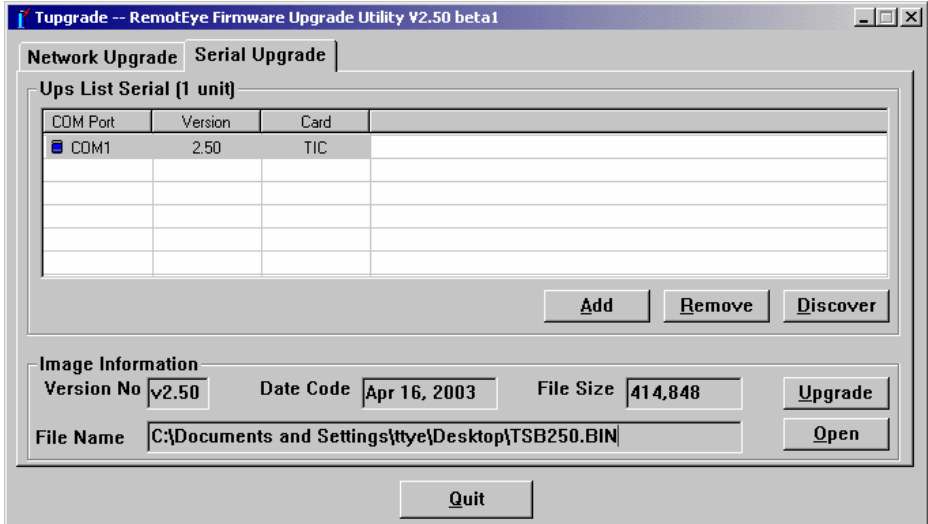 Tupgrade -- RemotEye Firmware Upgrade Utility V2.50 beta1
Network Upgrade Serial Upgrade
Ups List Serial (1 unit)
COM Port Version Card
COM1 2.50 TIC
Add Remove Discover
Image Information
Version No v2.50 Date Code Apr 16, 2003 File Size 414,848 Upgrade
File Name C:\Documents and Settings\ttye\Desktop\TSB250.BIN Open
Quit